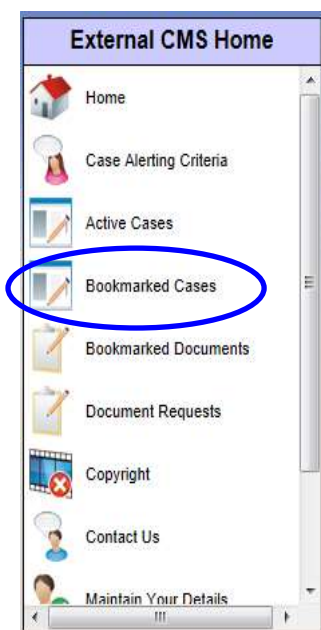 External CMS Home
Home
Case Alerting Criteria
Active Cases
Bookmarked Cases
Bookmarked Documents
Document Requests
Copyright
Contact Us
Maintain Your Details